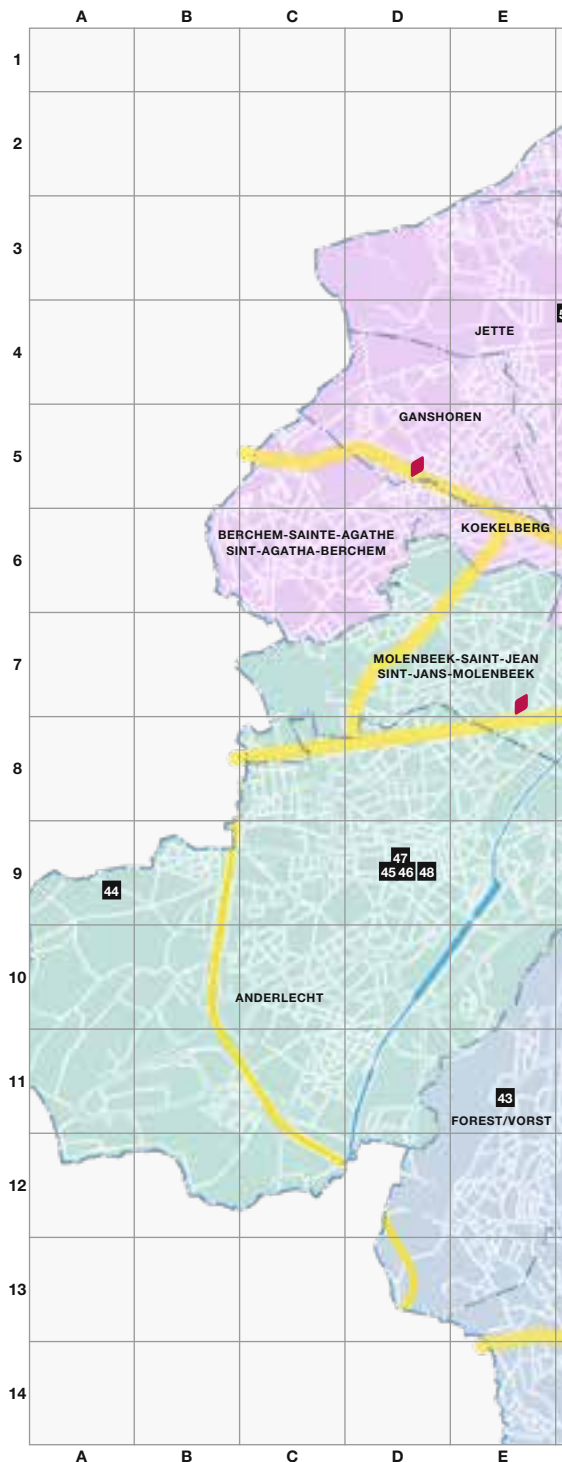 A B C D E
1
2
3
JETTE
4
GANSHOREN
5
KOEKELBERG
BERCHEM-SAINTE-AGATHE
SINT-AGATHA-BERCHEM
6
MOLENBEEK-SAINT-JEAN
SINT-JANS-MOLENBEEK
7
8
47
45 46 48
9
44
ANDERLECHT
10
43
11
FOREST/VORST
12
13
14
A B C D E